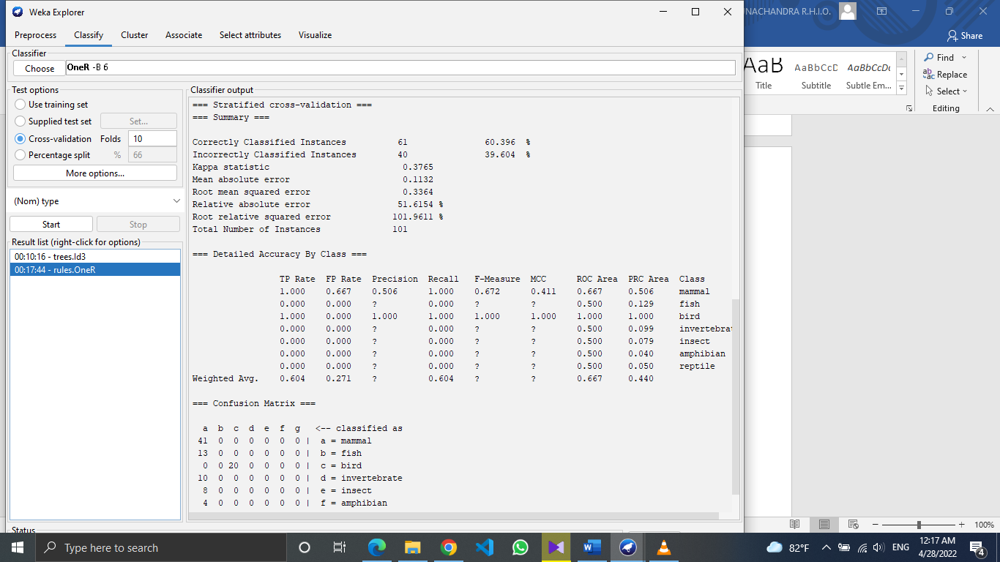 Weka Explorer
UNACHANDRA R.H.I.O.
Preprocess Classify Cluster Associate Select attributes Visualize
Share
Classifier
Choose OneR -B 6
AaB AaBbCcD AaBbCcDc
Title Subtitle Subtle Em...
Find
Replace
Select
Editing
Test options
Use training set
Supplied test set Set...
Cross-validation Folds 10
Percentage split % 66
More options...
(Nom) type
Start Stop
Result list (right-click for options)
00:10:16 - trees.Id3
00:17:44 - rules.OneR
Classifier output
=== Stratified cross-validation ===
=== Summary ===
Correctly Classified Instances 61 60.396 %
Incorrectly Classified Instances 40 39.604 %
Kappa statistic 0.3765
Mean absolute error 0.1132
Root mean squared error 0.3364
Relative absolute error 51.6154 %
Root relative squared error 101.9611 %
Total Number of Instances 101
=== Detailed Accuracy By Class ===
TP Rate FP Rate Precision Recall F-Measure MCC ROC Area PRC Area Class
1.000 0.667 0.506 1.000 0.672 0.411 0.667 0.506 mammal
0.000 0.000 ? 0.000 ? ? 0.500 0.129 fish
1.000 0.000 1.000 1.000 1.000 1.000 1.000 1.000 bird
0.000 0.000 ? 0.000 ? ? 0.500 0.099 invertebrat
0.000 0.000 ? 0.000 ? ? 0.500 0.079 insect
0.000 0.000 ? 0.000 ? ? 0.500 0.040 amphibian
0.000 0.000 ? 0.000 ? ? 0.500 0.050 reptile
Weighted Avg. 0.604 0.271 ? 0.604 ? ? 0.667 0.440
=== Confusion Matrix ===
a b c d e f g <-- classified as
41 0 0 0 0 0 0 | a = mammal
13 0 0 0 0 0 0 | b = fish
0 0 20 0 0 0 0 | c = bird
10 0 0 0 0 0 0 | d = invertebrate
8 0 0 0 0 0 0 | e = insect
4 0 0 0 0 0 0 | f = amphibian
Status
100%
Type here to search
82°F
ENG
12:17 AM
4/28/2022
4